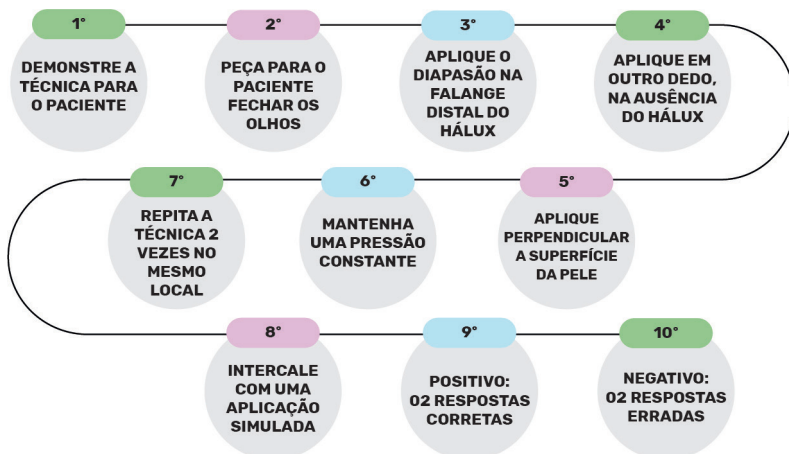 1°
DEMONSTRE A
TÉCNICA PARA
O PACIENTE
2°
PEÇA PARA O
PACIENTE
FECHAR OS
OLHOS
3°
APLIQUE O
DIAPASÃO NA
FALANGE
DISTAL DO
HÁLUX
4°
APLIQUE EM
OUTRO DEDO,
NA AUSÊNCIA
DO HÁLUX
5°
APLIQUE
PERPENDICULAR
A SUPERFÍCIE
DA PELE
6°
MANTENHA
UMA PRESSÃO
CONSTANTE
7°
REPITA A
TÉCNICA 2
VEZES NO
MESMO
LOCAL
8°
INTERCALE
COM UMA
APLICAÇÃO
SIMULADA
9°
POSITIVO:
02 RESPOSTAS
CORRETAS
10°
NEGATIVO:
02 RESPOSTAS
ERRADAS